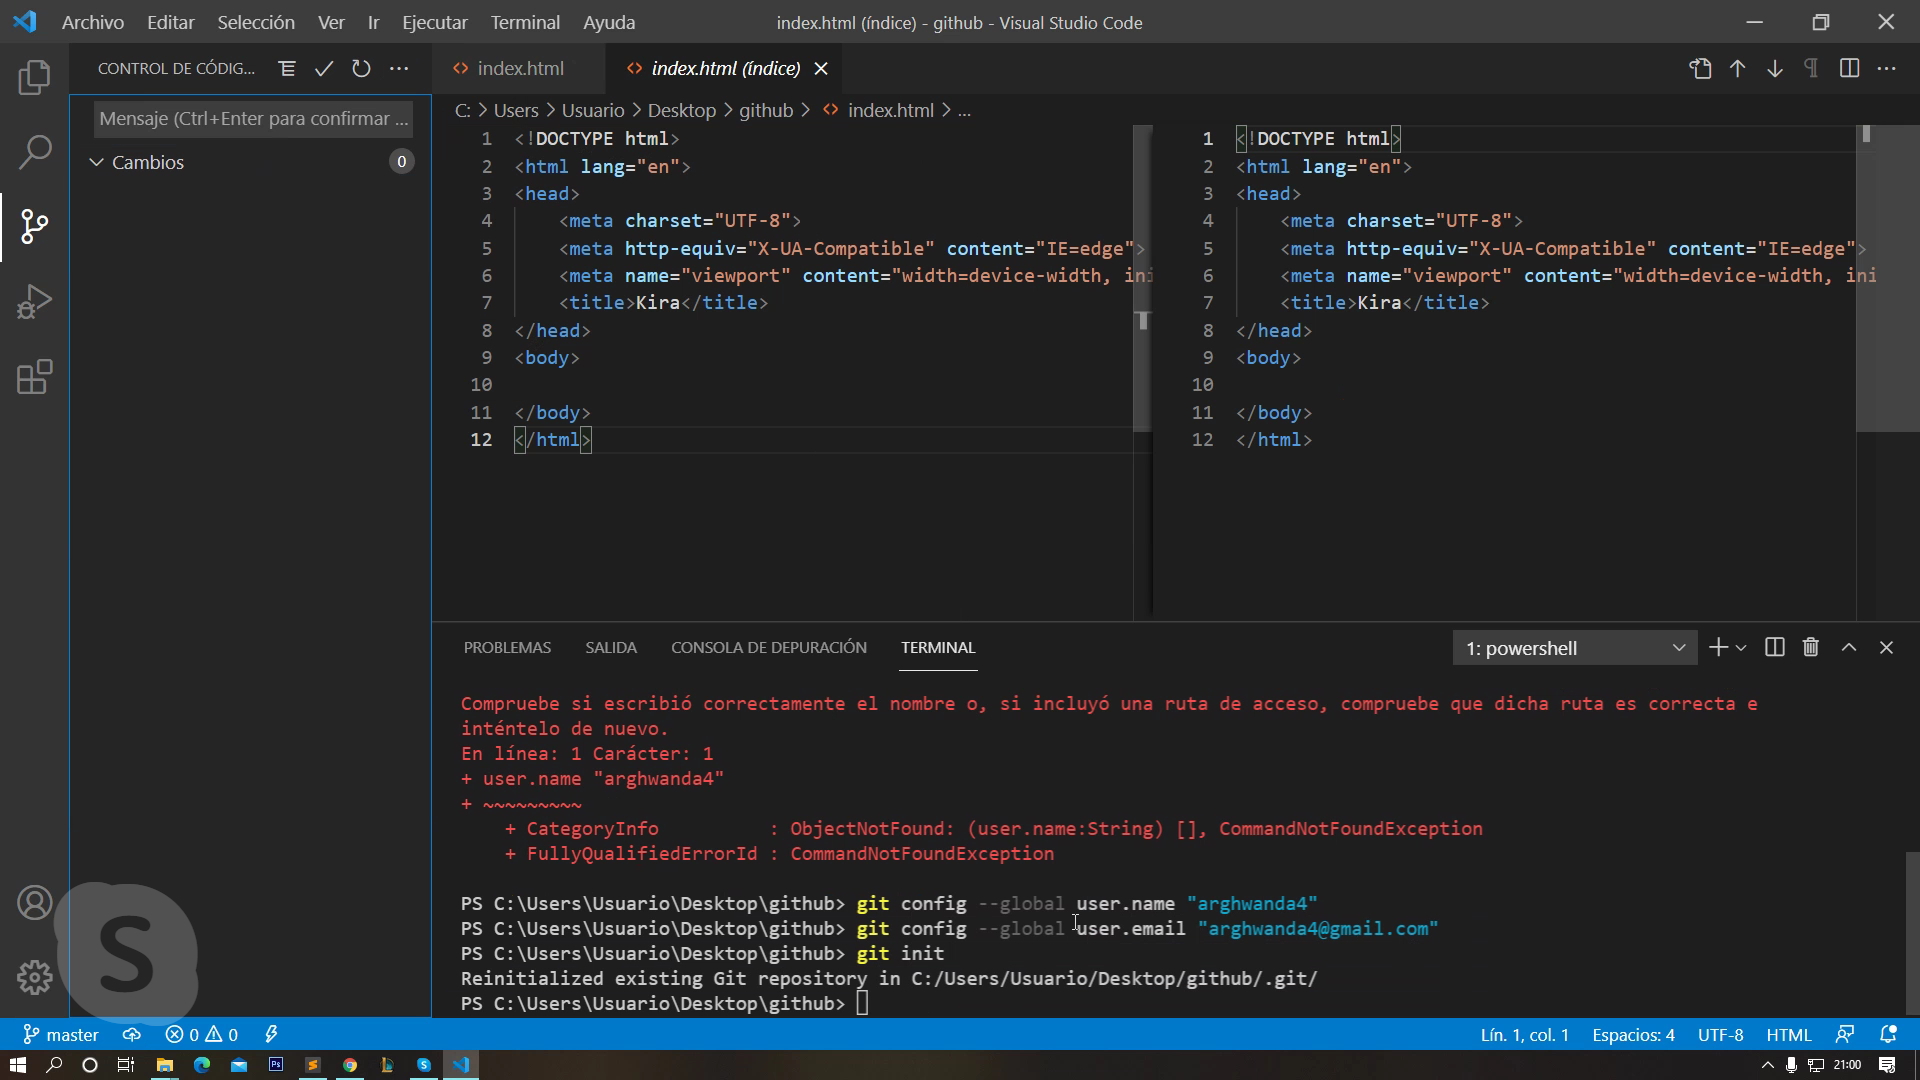 Archivo Editar Selección Ver Ir Ejecutar Terminal Ayuda
index.html (índice) - github - Visual Studio Code
CONTROL DE CÓDIG...
index.html
index.html (índice)
Mensaje (Ctrl+Enter para confirmar ...
Cambios 0
C: > Users > Usuario > Desktop > github > index.html > ...
1 <!DOCTYPE html>
2 <html lang="en">
3 <head>
4 <meta charset="UTF-8">
5 <meta http-equiv="X-UA-Compatible" content="IE=edge">
6 <meta name="viewport" content="width=device-width, ini
7 <title>Kira</title>
8 </head>
9 <body>
10
11 </body>
12 </html>
1 <!DOCTYPE html>
2 <html lang="en">
3 <head>
4 <meta charset="UTF-8">
5 <meta http-equiv="X-UA-Compatible" content="IE=edge">
6 <meta name="viewport" content="width=device-width, ini
7 <title>Kira</title>
8 </head>
9 <body>
10
11 </body>
12 </html>
PROBLEMAS SALIDA CONSOLA DE DEPURACIÓN TERMINAL
1: powershell
Compruebe si escribió correctamente el nombre o, si incluyó una ruta de acceso, compruebe que dicha ruta es correcta e
inténtelo de nuevo.
En línea: 1 Carácter: 1
+ user.name "arghwanda4"
+ ~~~~~~~~~
+ CategoryInfo : ObjectNotFound: (user.name:String) [], CommandNotFoundException
+ FullyQualifiedErrorId : CommandNotFoundException
PS C:\Users\Usuario\Desktop\github> git config --global user.name "arghwanda4"
PS C:\Users\Usuario\Desktop\github> git config --global user.email "arghwanda4@gmail.com"
PS C:\Users\Usuario\Desktop\github> git init
Reinitialized existing Git repository in C:/Users/Usuario/Desktop/github/.git/
PS C:\Users\Usuario\Desktop\github>
S
master 0 0
Lín. 1, col. 1 Espacios: 4 UTF-8 HTML
Ps
21:00